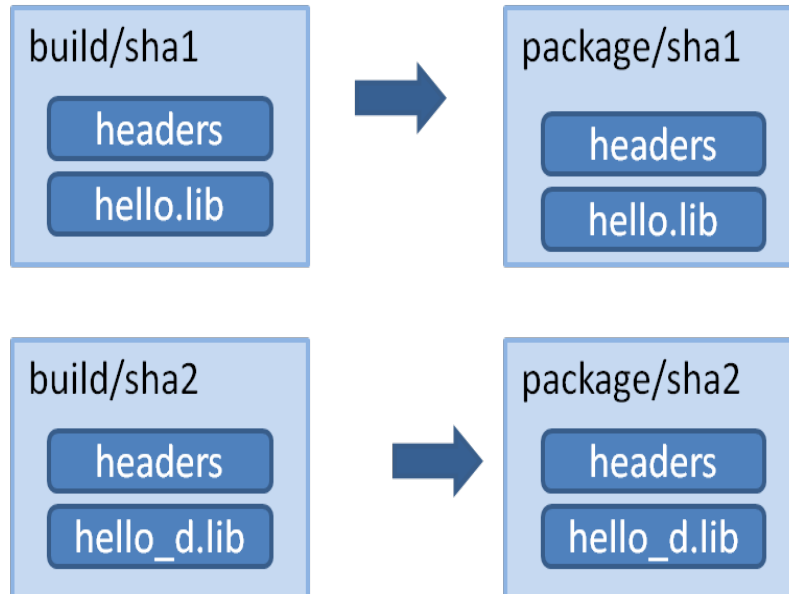 build/sha1
headers
hello.lib
package/sha1
headers
hello.lib
build/sha2
headers
hello_d.lib
package/sha2
headers
hello_d.lib